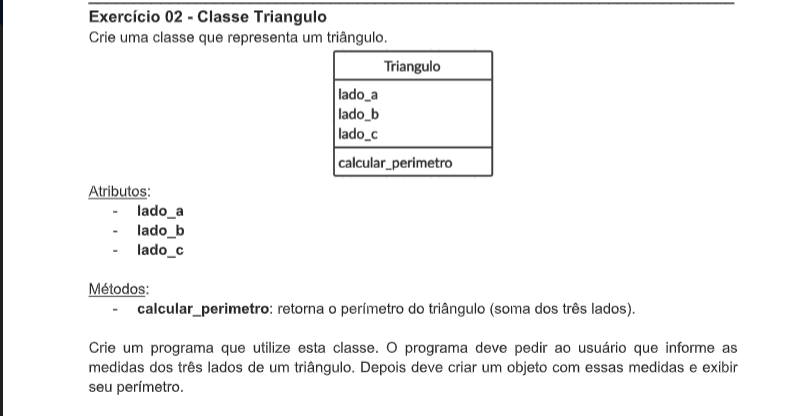 Exercício 02 - Classe Triangulo
Crie uma classe que representa um triângulo.
Triangulo
lado_a
lado_b
lado_c
calcular_perimetro
Atributos:
- lado_a
- lado_b
- lado_c
Métodos:
- calcular_perimetro: retorna o perímetro do triângulo (soma dos três lados).
Crie um programa que utilize esta classe. O programa deve pedir ao usuário que informe as
medidas dos três lados de um triângulo. Depois deve criar um objeto com essas medidas e exibir
seu perímetro.